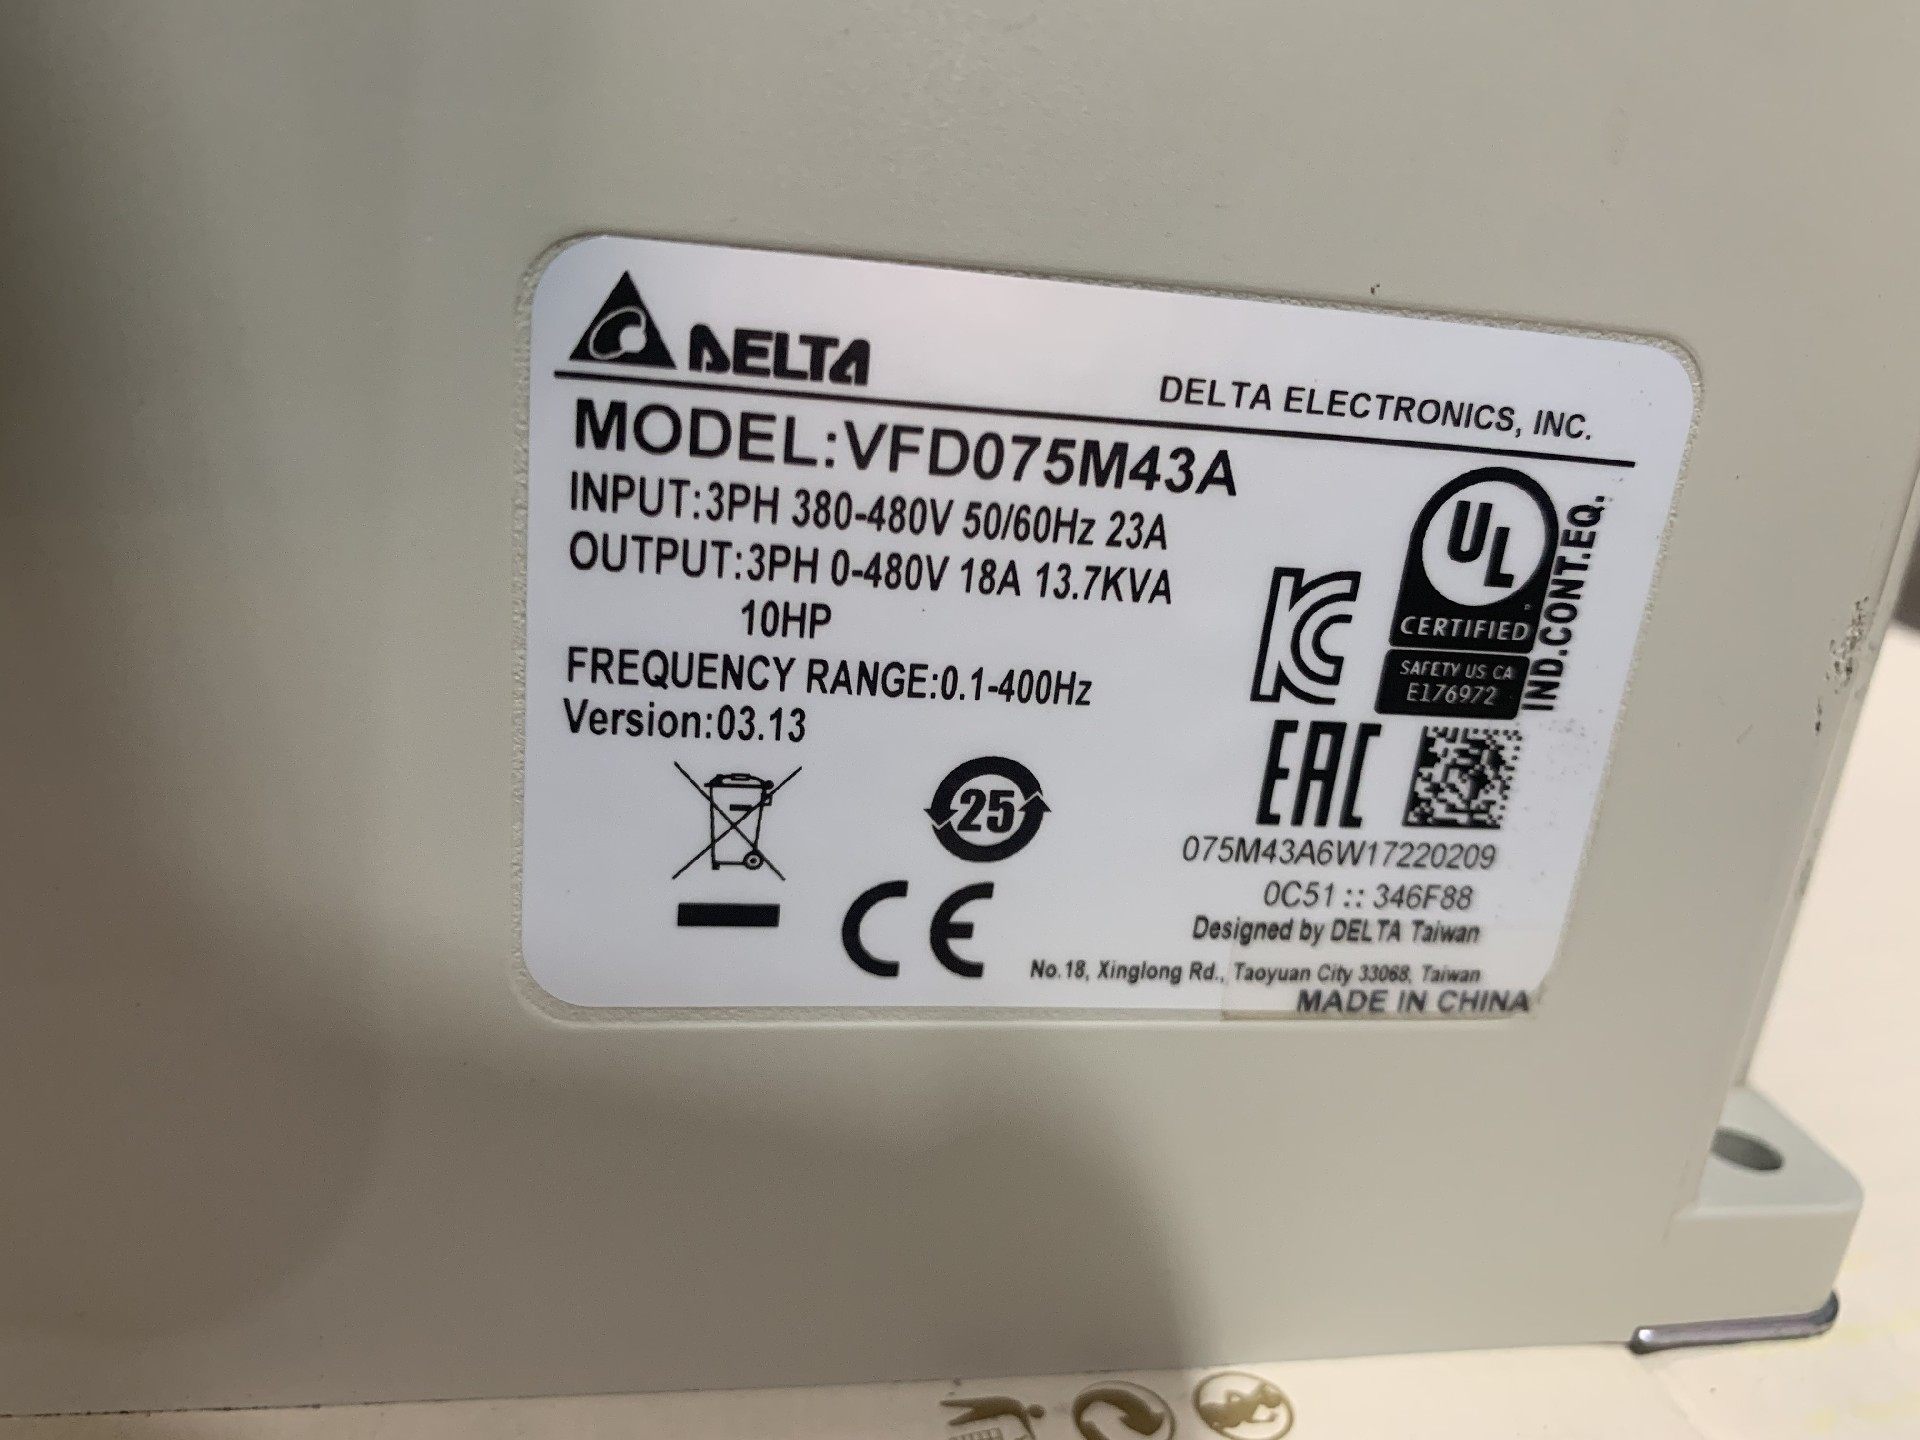 DELTA
DELTA ELECTRONICS, INC.
MODEL:VFD075M43A
INPUT:3PH 380-480V 50/60Hz 23A
OUTPUT:3PH 0-480V 18A 13.7KVA
10HP
FREQUENCY RANGE:0.1-400Hz
Version:03.13
UL
CERTIFIED
SAFETY US CA
E176972
IND.CONT.EQ.
KC
EAC
25
CE
075M43A6W17220209
0C51 :: 346F88
Designed by DELTA Taiwan
No.18, Xinglong Rd., Taoyuan City 33068, Taiwan
MADE IN CHINA